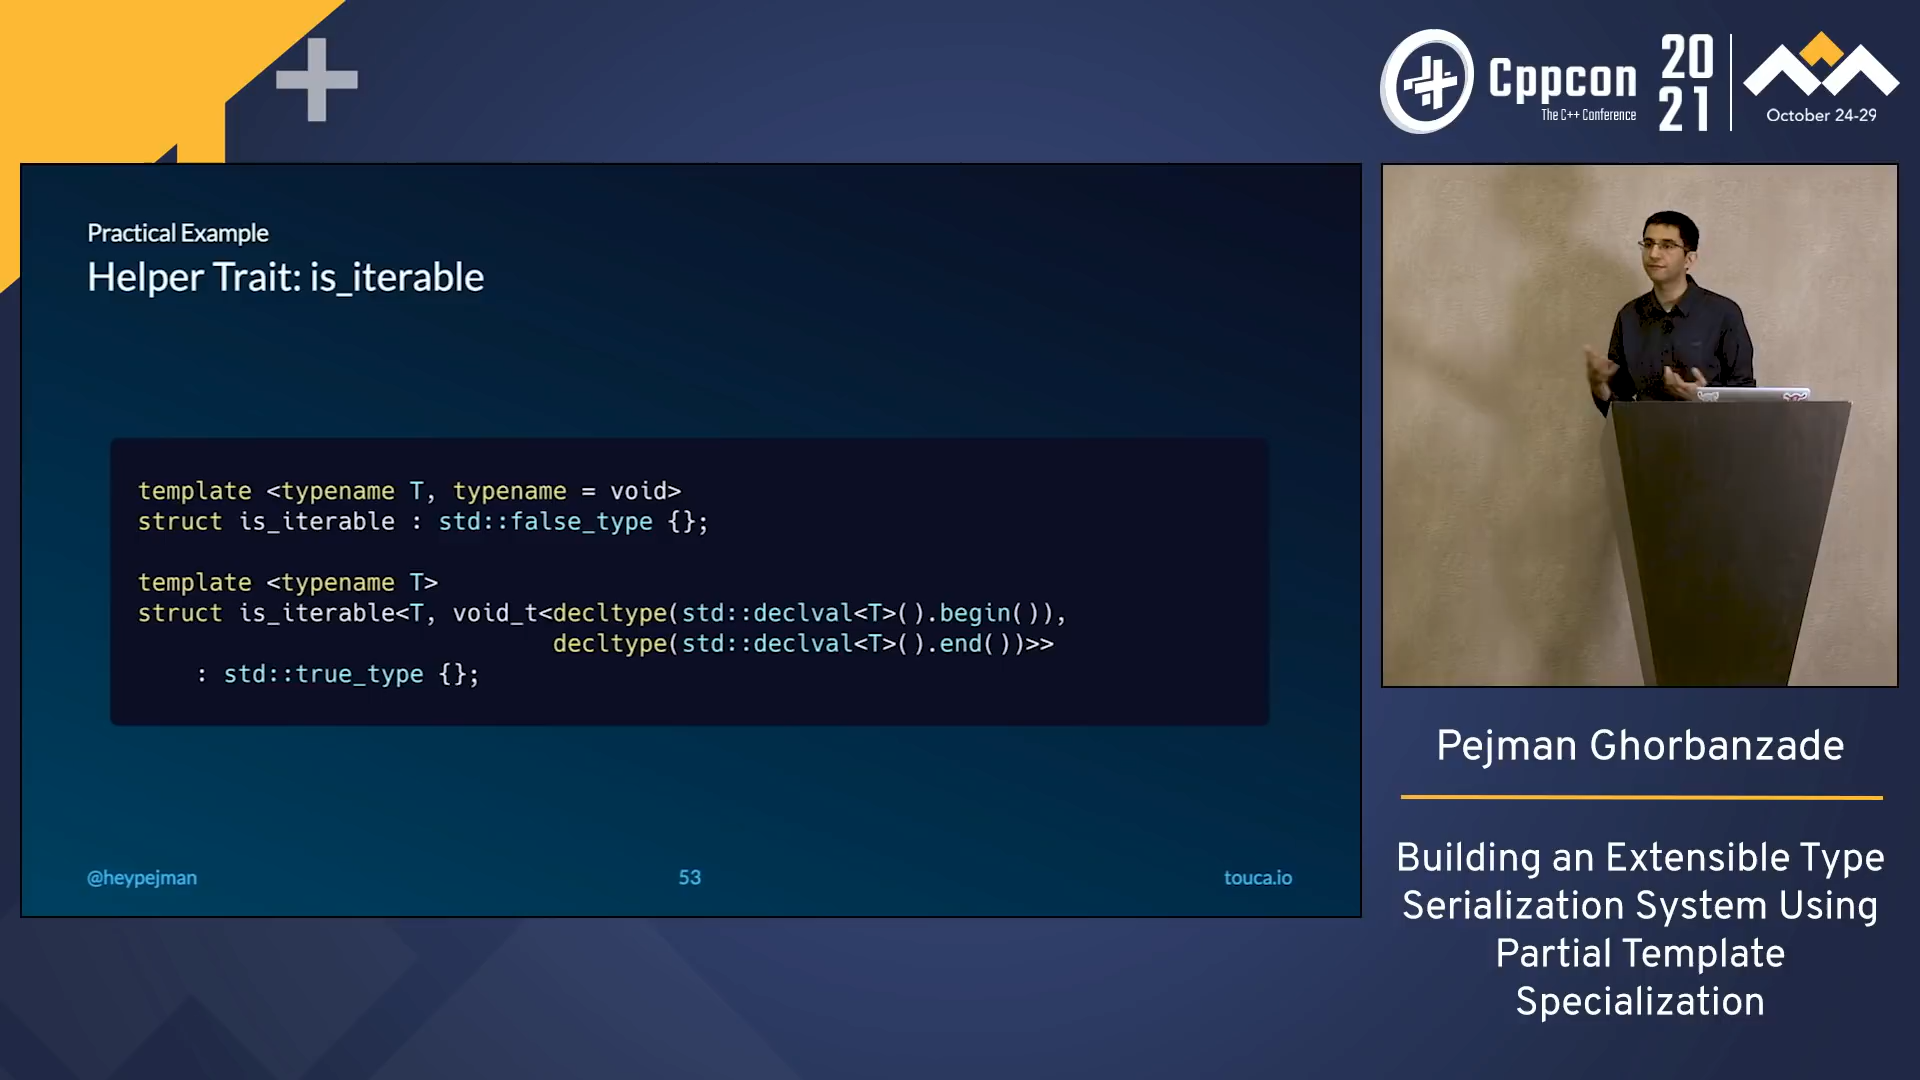 Cppcon
The C++ Conference
20
21
October 24-29
Practical Example
Helper Trait: is_iterable
template <typename T, typename = void>
struct is_iterable : std::false_type {};
template <typename T>
struct is_iterable<T, void_t<decltype(std::declval<T>().begin()),
decltype(std::declval<T>().end())>>
: std::true_type {};
@heypejman
53
touca.io
Pejman Ghorbanzade
Building an Extensible Type
Serialization System Using
Partial Template
Specialization